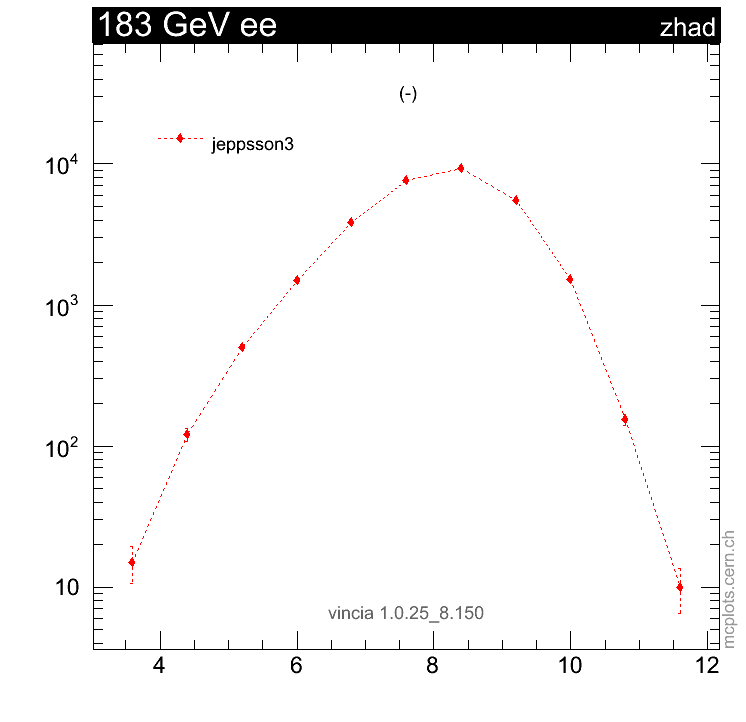 183 GeV ee
zhad
(-)
jeppsson3
10⁴
10³
10²
10
vincia 1.0.25_8.150
mcplots.cern.ch
4 6 8 10 12